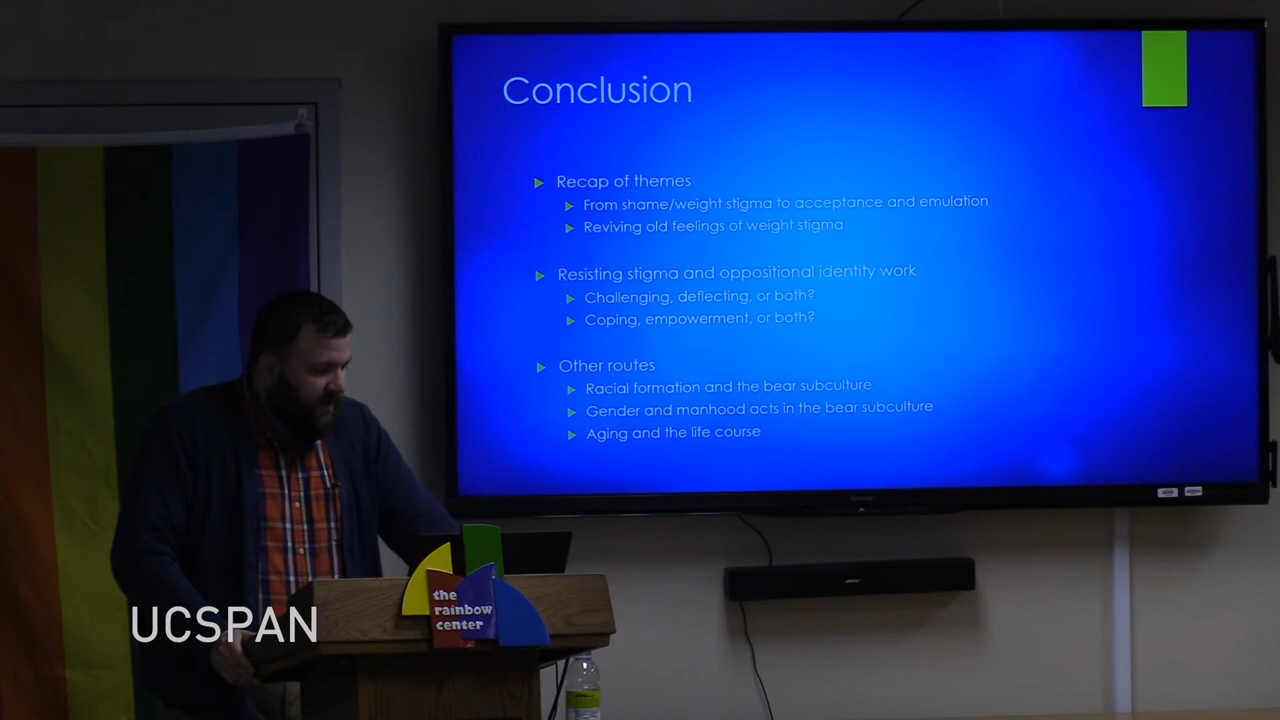 Conclusion
Recap of themes
From shame/weight stigma to acceptance and emulation
Reviving old feelings of weight stigma
Resisting stigma and oppositional identity work
Challenging, deflecting, or both?
Coping, empowerment, or both?
Other routes
Racial formation and the bear subculture
Gender and manhood acts in the bear subculture
Aging and the life course
the
rainbow
center
UCSPAN